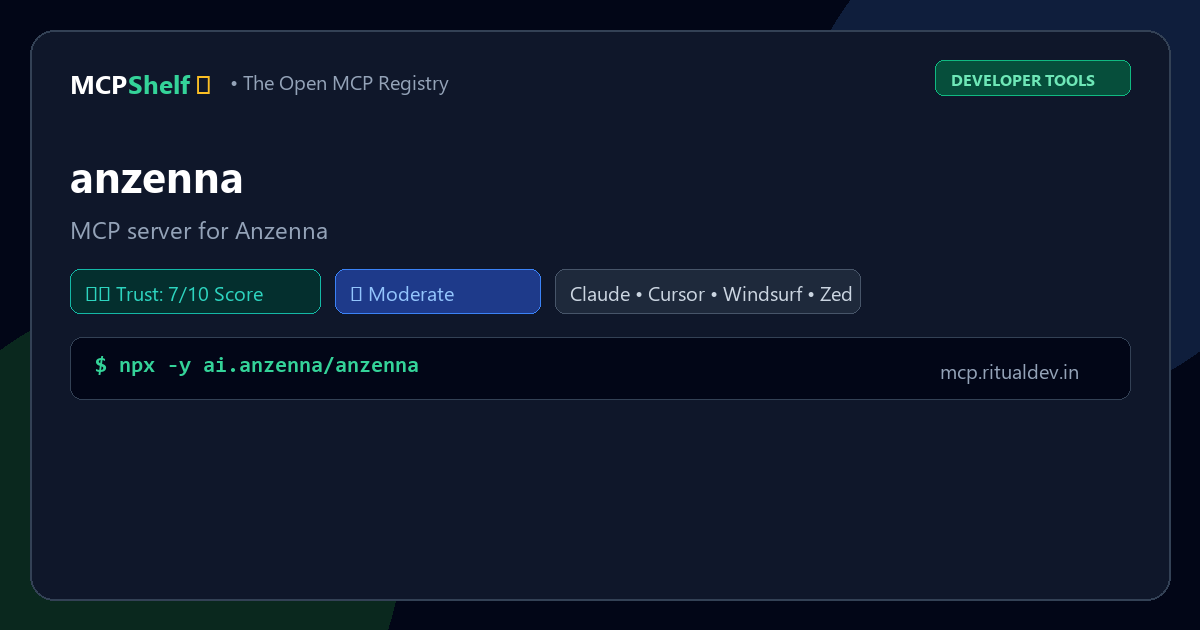 MCPShelf • The Open MCP Registry
DEVELOPER TOOLS
anzenna
MCP server for Anzenna
Trust: 7/10 Score
Moderate
Claude • Cursor • Windsurf • Zed
$ npx -y ai.anzenna/anzenna
mcp.ritualdev.in